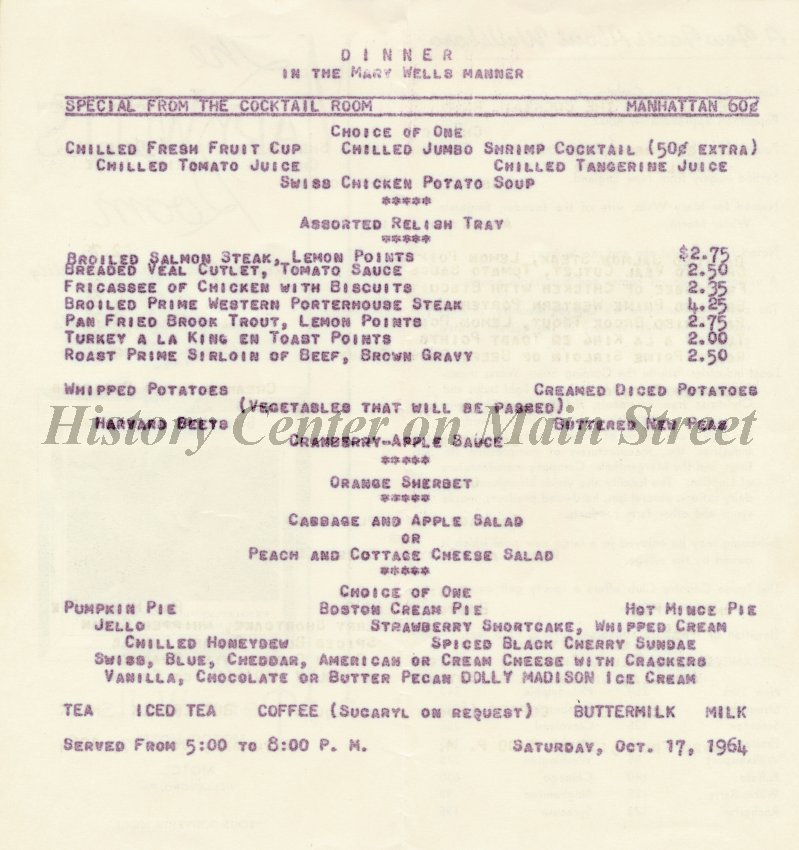 DINNER
IN THE MARY WELLS MANNER
SPECIAL FROM THE COCKTAIL ROOM MANHATTAN 60¢
CHOICE OF ONE
CHILLED FRESH FRUIT CUP CHILLED JUMBO SHRIMP COCKTAIL (50¢ EXTRA)
CHILLED TOMATO JUICE CHILLED TANGERINE JUICE
SWISS CHICKEN POTATO SOUP
*****
ASSORTED RELISH TRAY
*****
BROILED SALMON STEAK, LEMON POINTS $2.75
BREADED VEAL CUTLET, TOMATO SAUCE 2.50
FRICASSEE OF CHICKEN WITH BISCUITS 2.35
BROILED PRIME WESTERN PORTERHOUSE STEAK 4.25
PAN FRIED BROOK TROUT, LEMON POINTS 2.75
TURKEY A LA KING EN TOAST POINTS 2.00
ROAST PRIME SIRLOIN OF BEEF, BROWN GRAVY 2.50
WHIPPED POTATOES CREAMED DICED POTATOES
(VEGETABLES THAT WILL BE PASSED)
HARVARD BEETS BUTTERED NEW PEAS
History Center on Main Street
CRANBERRY-APPLE SAUCE
*****
ORANGE SHERBET
*****
CABBAGE AND APPLE SALAD
OR
PEACH AND COTTAGE CHEESE SALAD
*****
CHOICE OF ONE
PUMPKIN PIE BOSTON CREAM PIE HOT MINCE PIE
JELLO STRAWBERRY SHORTCAKE, WHIPPED CREAM
CHILLED HONEYDEW SPICED BLACK CHERRY SUNDAE
SWISS, BLUE, CHEDDAR, AMERICAN OR CREAM CHEESE WITH CRACKERS
VANILLA, CHOCOLATE OR BUTTER PECAN DOLLY MADISON ICE CREAM
TEA ICED TEA COFFEE (SUCARYL ON REQUEST) BUTTERMILK MILK
SERVED FROM 5:00 TO 8:00 P. M. SATURDAY, OCT. 17, 1964